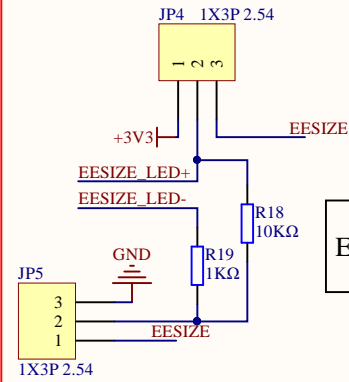 JP4 1X3P 2.54
1 2 3
+3V3
EESIZE
EESIZE_LED+
EESIZE_LED-
R18
10KΩ
GND
R19
1KΩ
E
JP5
3
2
1
EESIZE
1X3P 2.54